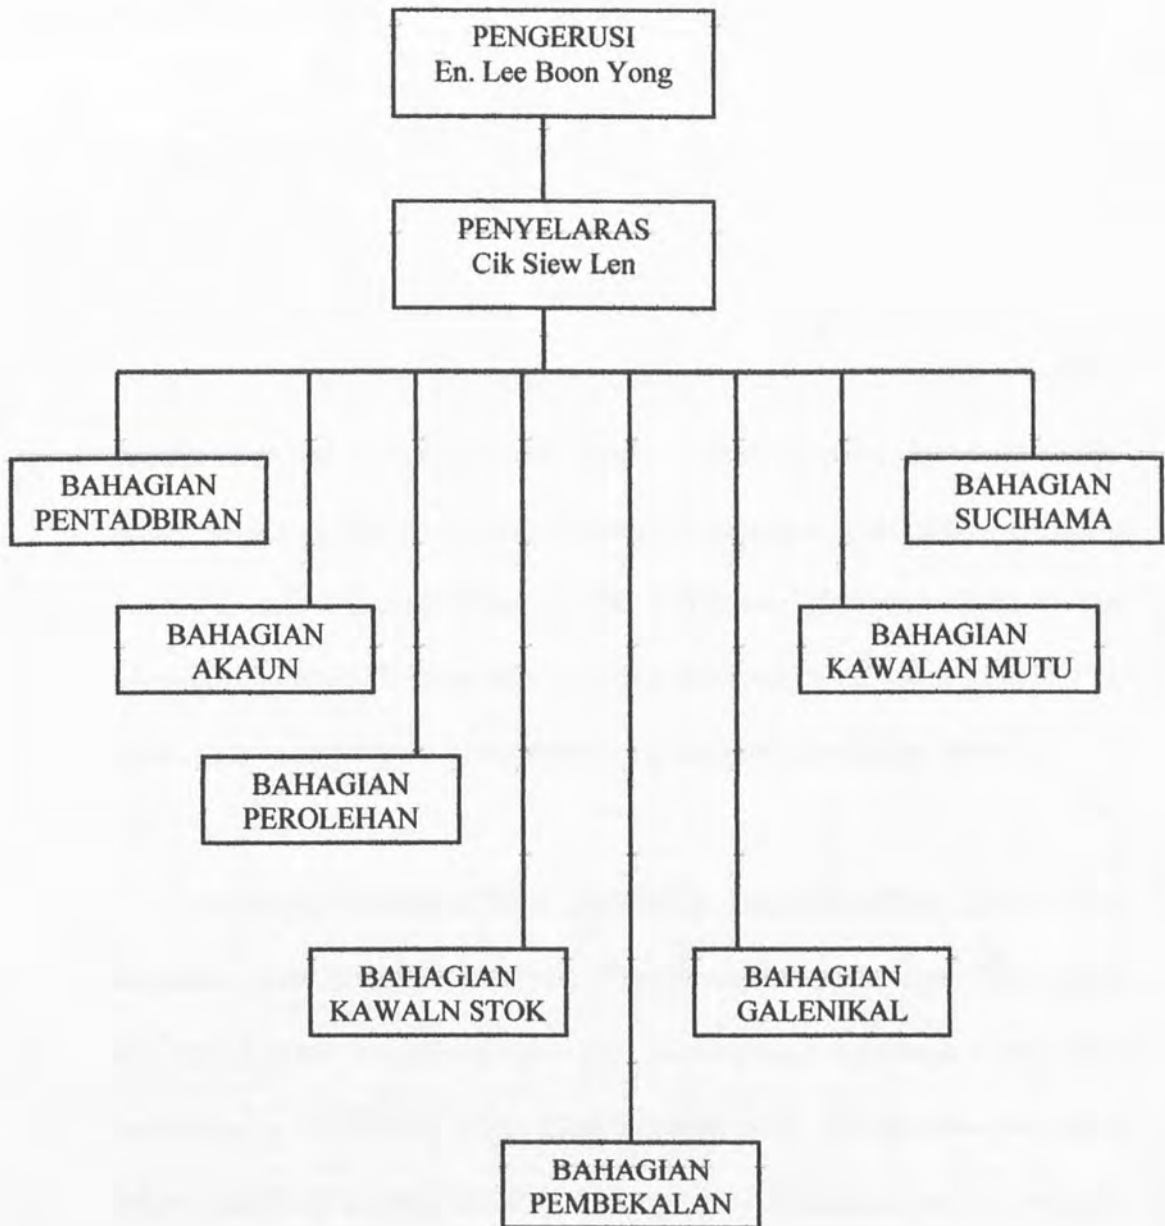 PENGERUSI
En. Lee Boon Yong
PENYELARAS
Cik Siew Len
BAHAGIAN
PENTADBIRAN
BAHAGIAN
SUCIHAMA
BAHAGIAN
AKAUN
BAHAGIAN
KAWALAN MUTU
BAHAGIAN
PEROLEHAN
BAHAGIAN
KAWALN STOK
BAHAGIAN
GALENIKAL
BAHAGIAN
PEMBEKALAN